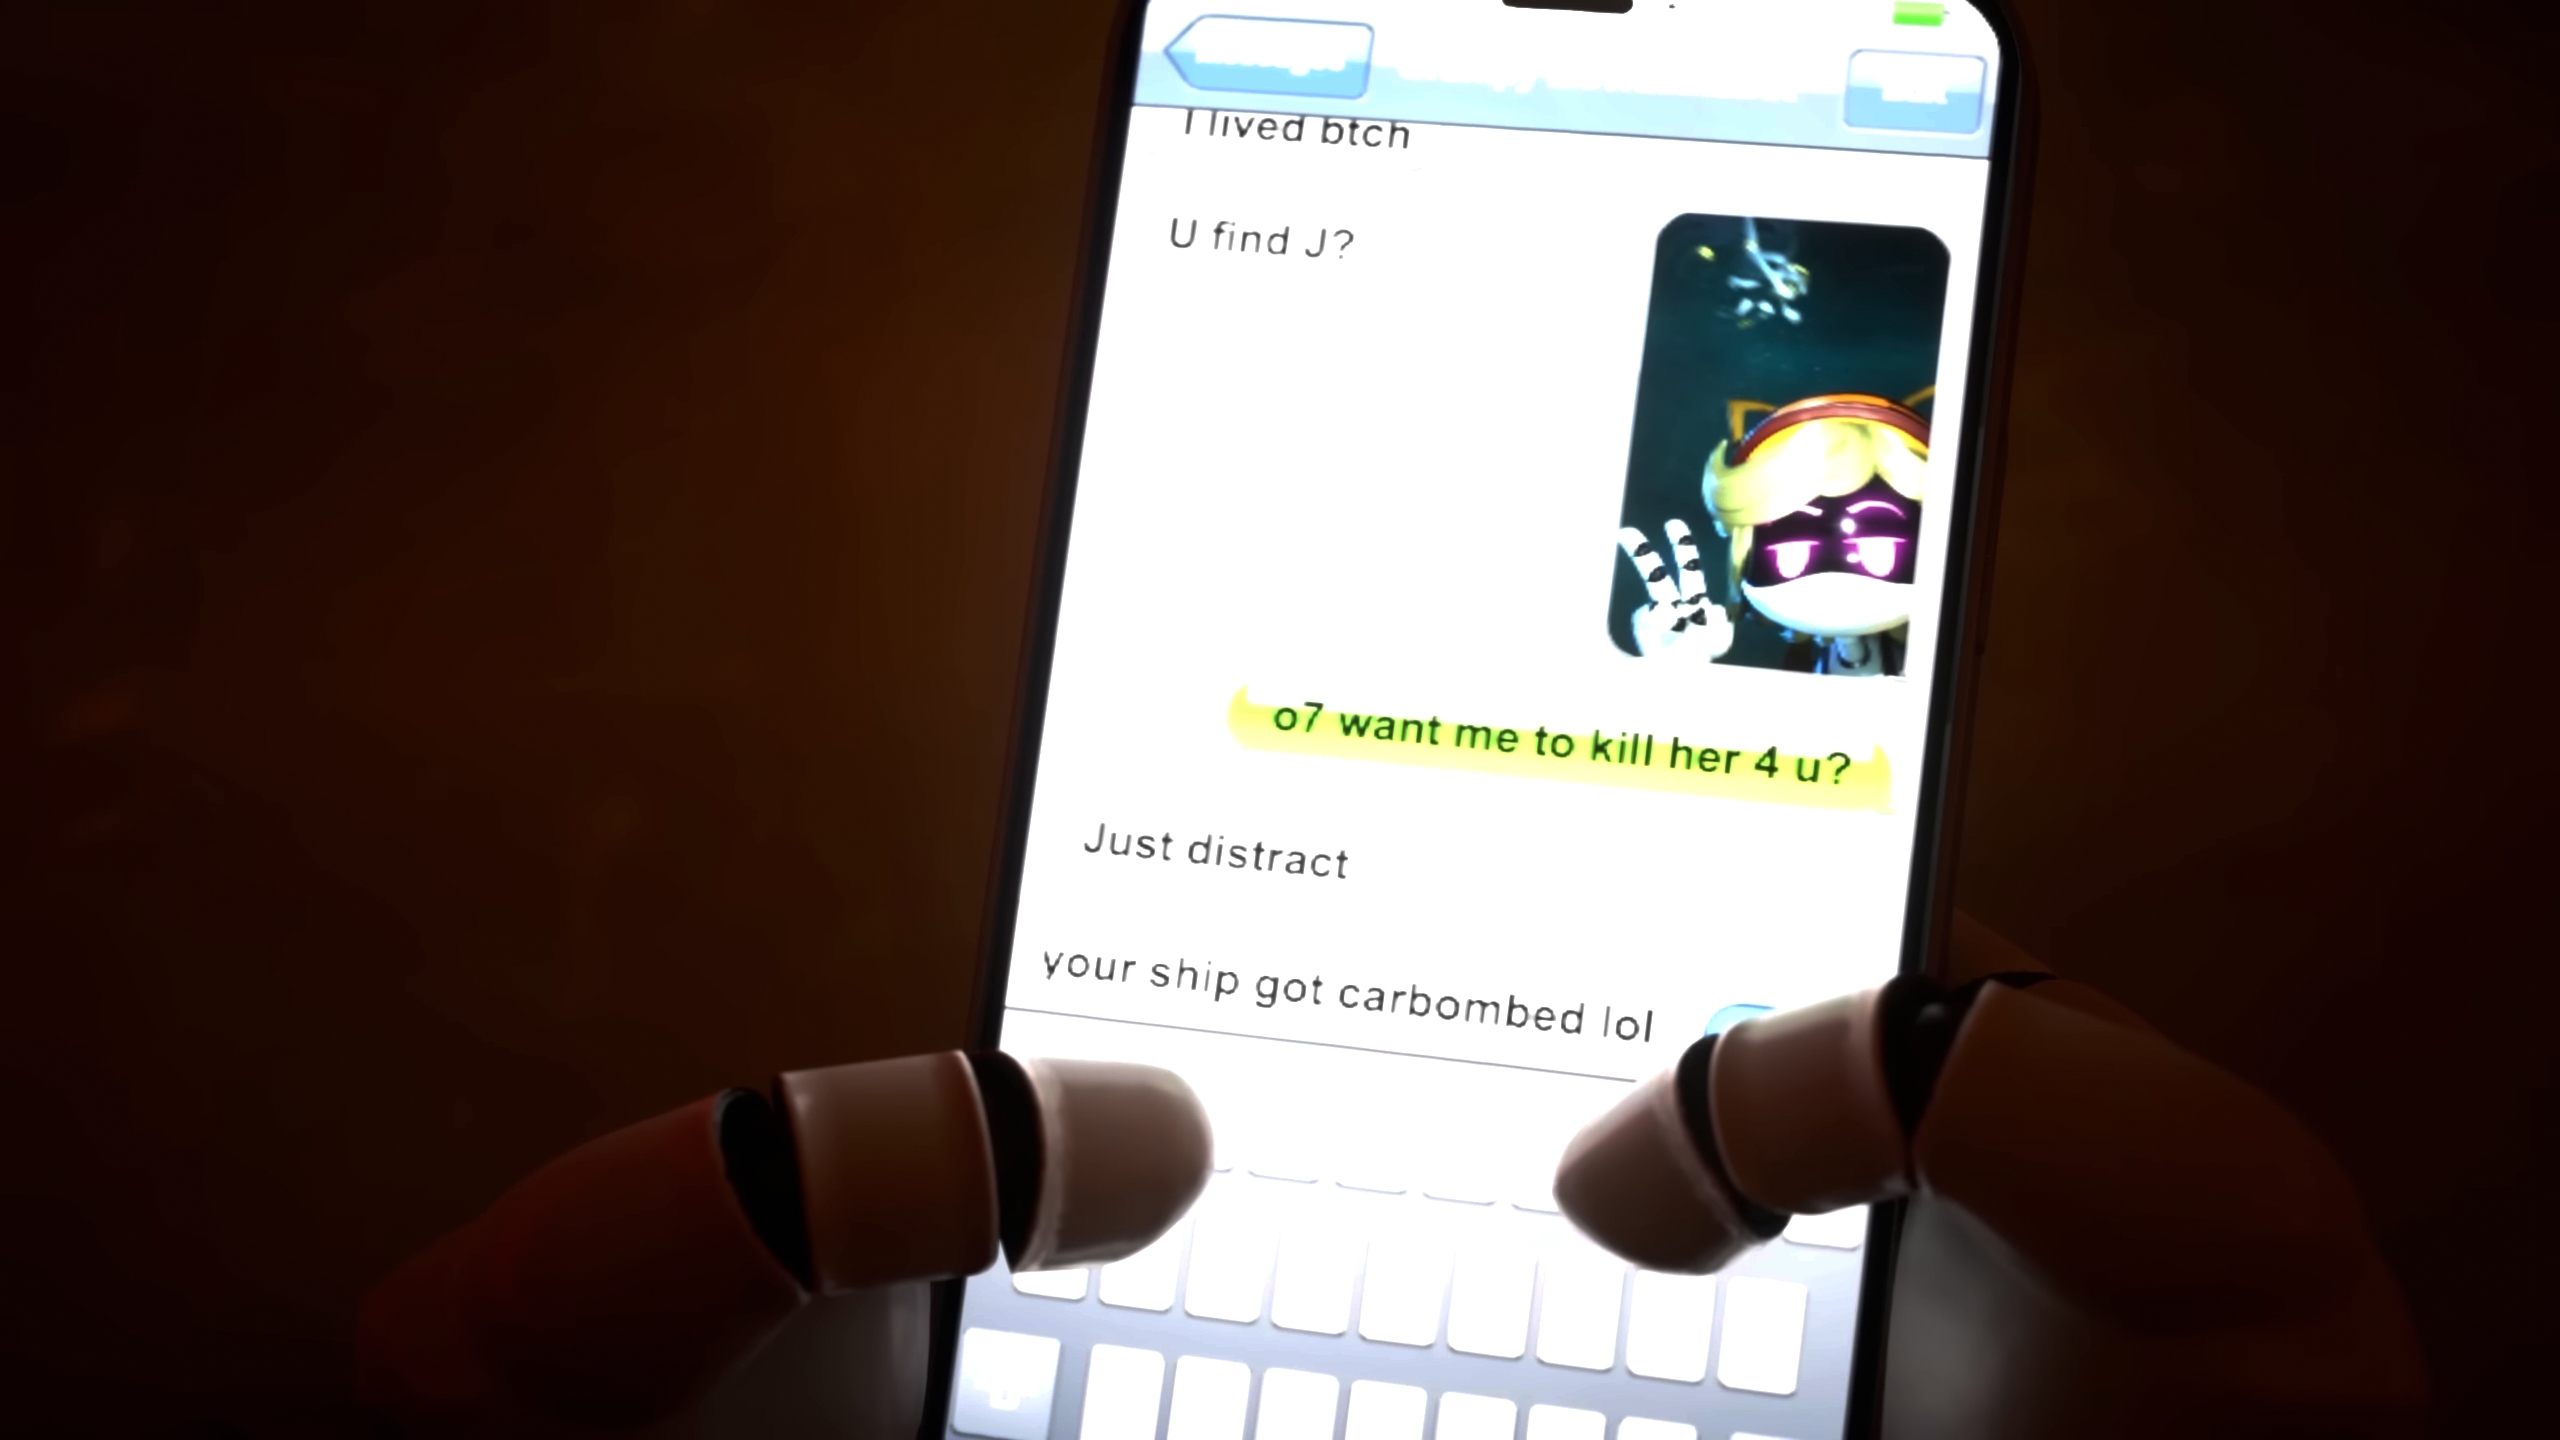 I lived btch
U find J?
o7 want me to kill her 4 u?
Just distract
your ship got carbombed lol